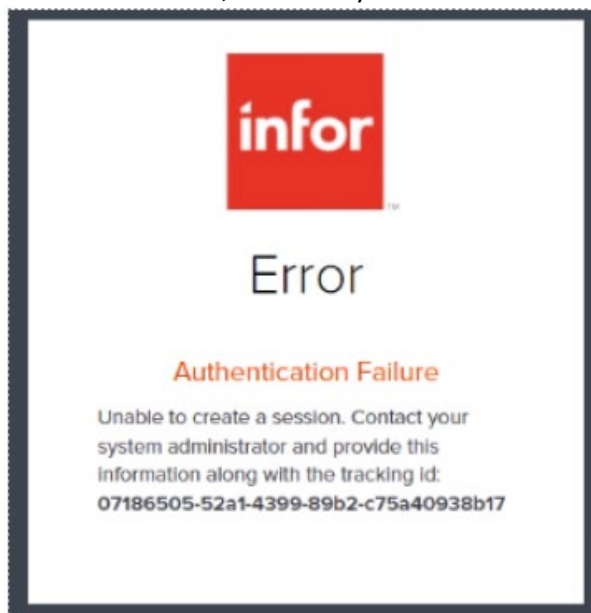 infor
TM
Error
Authentication Failure
Unable to create a session. Contact your
system administrator and provide this
information along with the tracking id:
07186505-52a1-4399-89b2-c75a40938b17